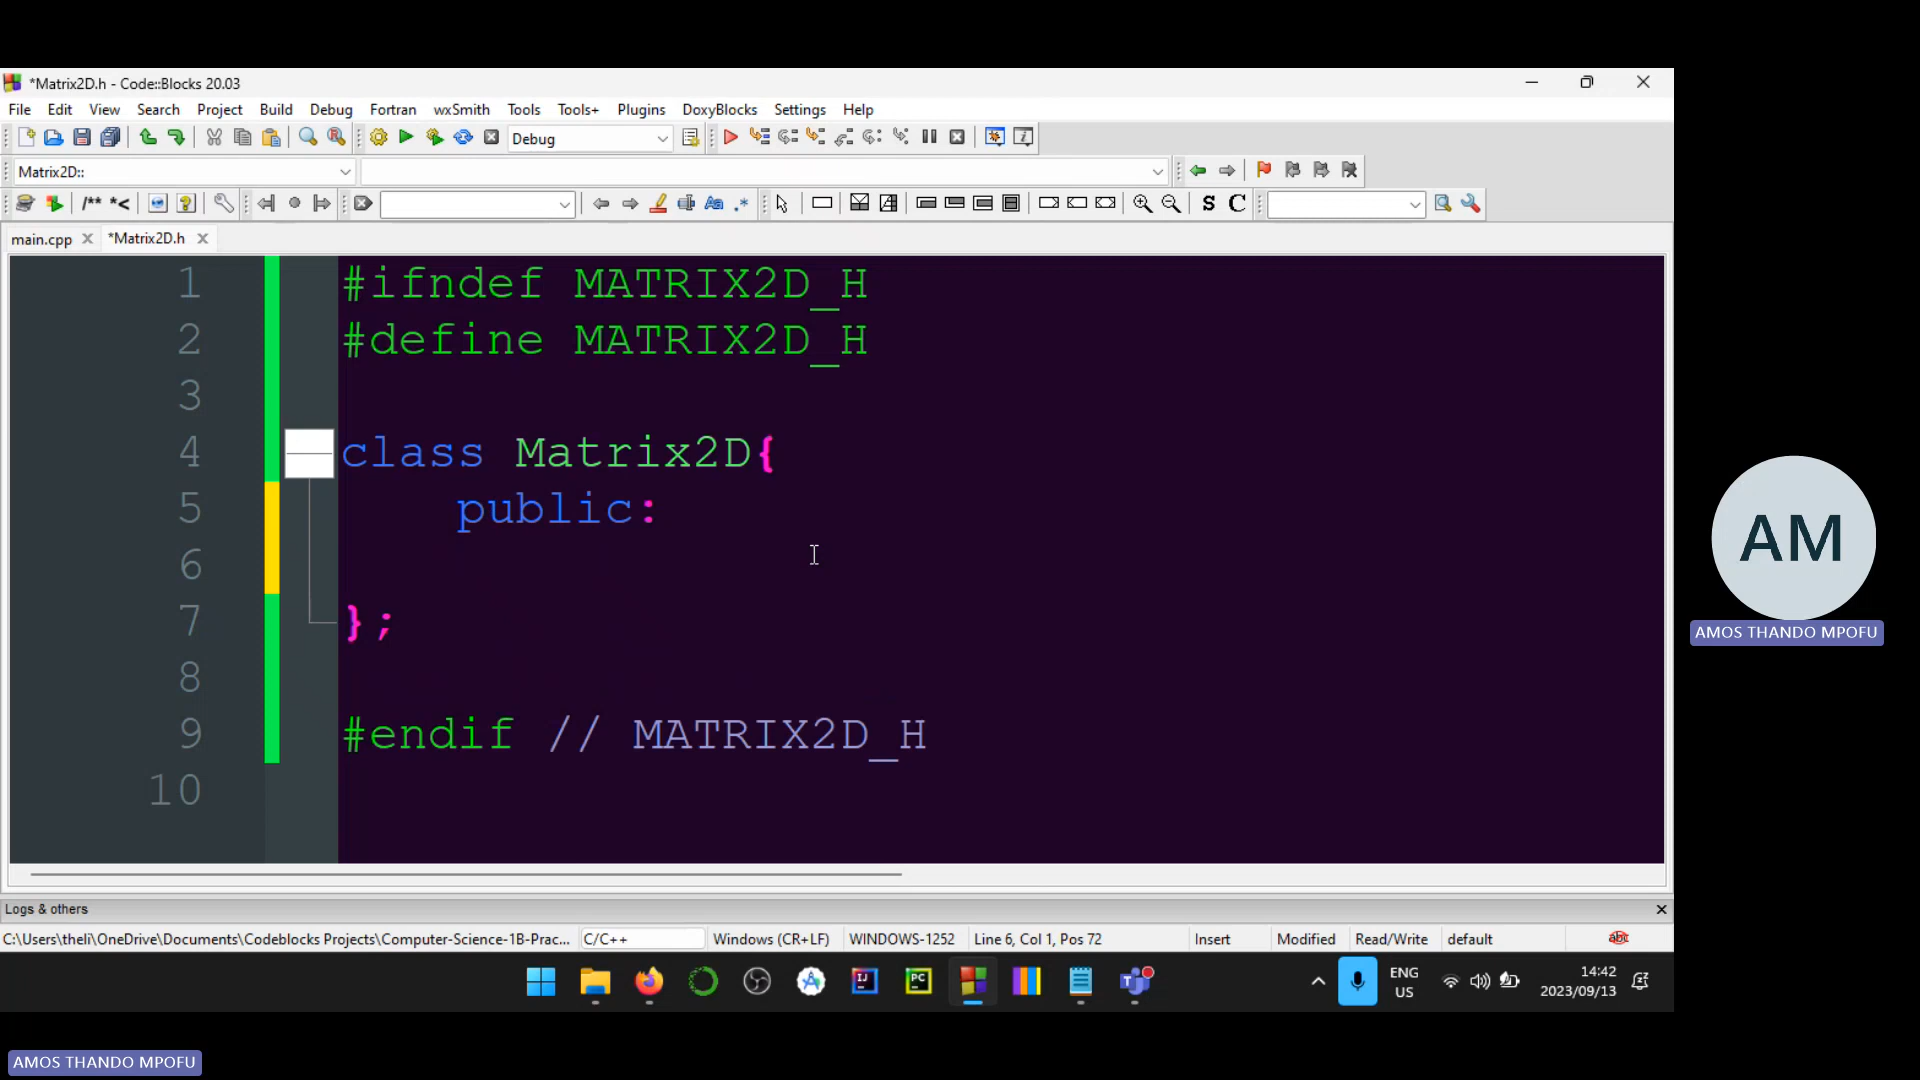 *Matrix2D.h - Code::Blocks 20.03
File Edit View Search Project Build Debug Fortran wxSmith Tools Tools+ Plugins DoxyBlocks Settings Help
Debug
Matrix2D::
/** *< Aa .* S C
main.cpp *Matrix2D.h
1 #ifndef MATRIX2D_H
2 #define MATRIX2D_H
3
4 class Matrix2D{
5 public:
6
7 };
8
9 #endif // MATRIX2D_H
10
AM
AMOS THANDO MPOFU
Logs & others
C:\Users\theli\OneDrive\Documents\Codeblocks Projects\Computer-Science-1B-Prac... C/C++ Windows (CR+LF) WINDOWS-1252 Line 6, Col 1, Pos 72 Insert Modified Read/Write default abc
ENG US 14:42 2023/09/13
AMOS THANDO MPOFU